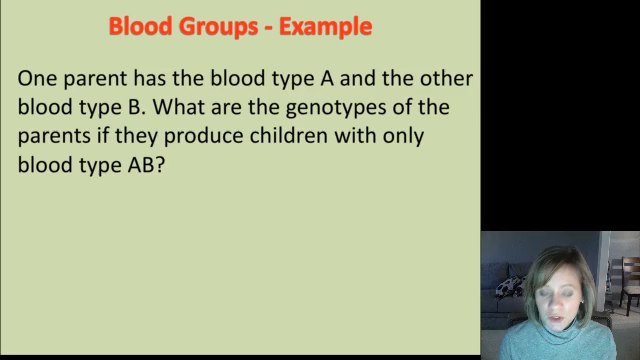 Blood Groups - Example
One parent has the blood type A and the other
blood type B. What are the genotypes of the
parents if they produce children with only
blood type AB?